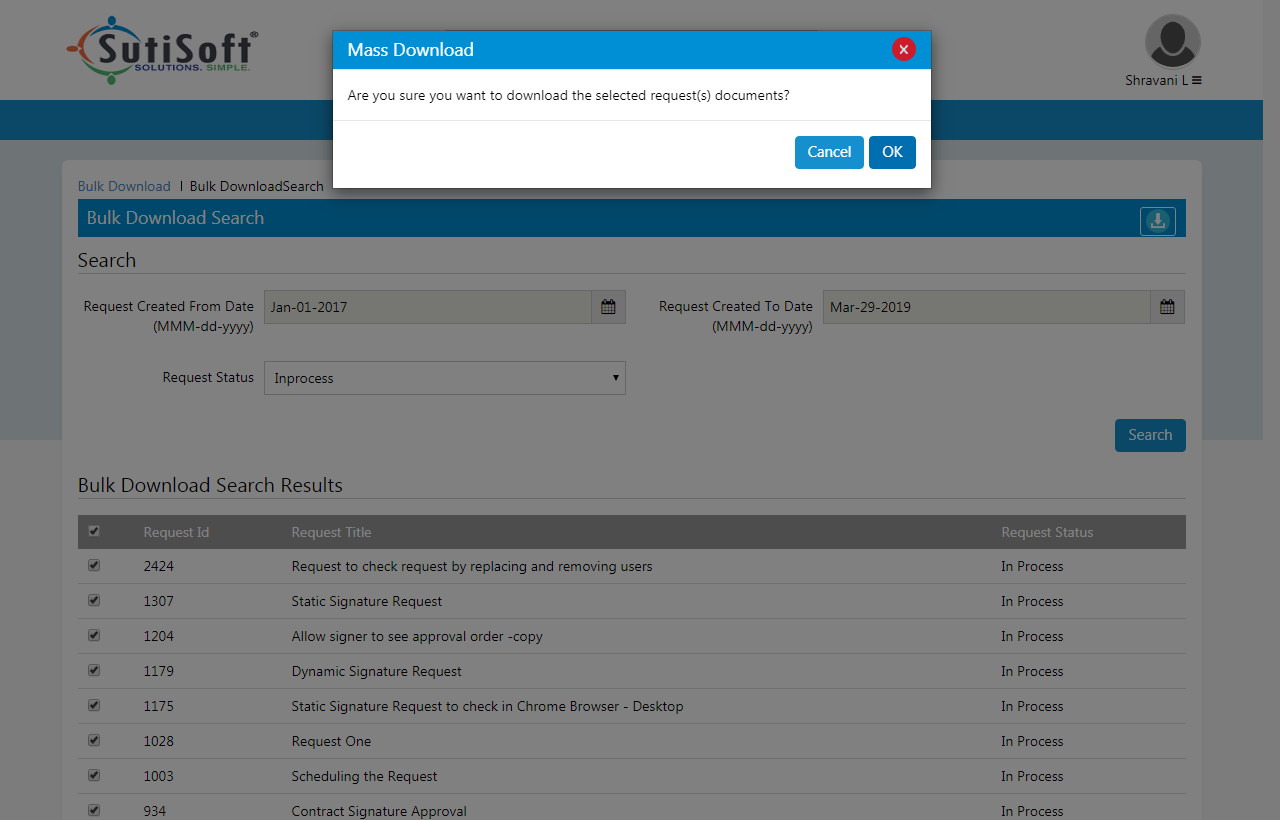 SutiSoft®
SOLUTIONS. SIMPLE.
Shravani L
Mass Download
Are you sure you want to download the selected request(s) documents?
Cancel OK
Bulk Download | Bulk DownloadSearch
Bulk Download Search
Search
Request Created From Date Jan-01-2017 Request Created To Date Mar-29-2019
(MMM-dd-yyyy) (MMM-dd-yyyy)
Request Status Inprocess
Search
Bulk Download Search Results
Request Id Request Title Request Status
2424 Request to check request by replacing and removing users In Process
1307 Static Signature Request In Process
1204 Allow signer to see approval order -copy In Process
1179 Dynamic Signature Request In Process
1175 Static Signature Request to check in Chrome Browser - Desktop In Process
1028 Request One In Process
1003 Scheduling the Request In Process
934 Contract Signature Approval In Process